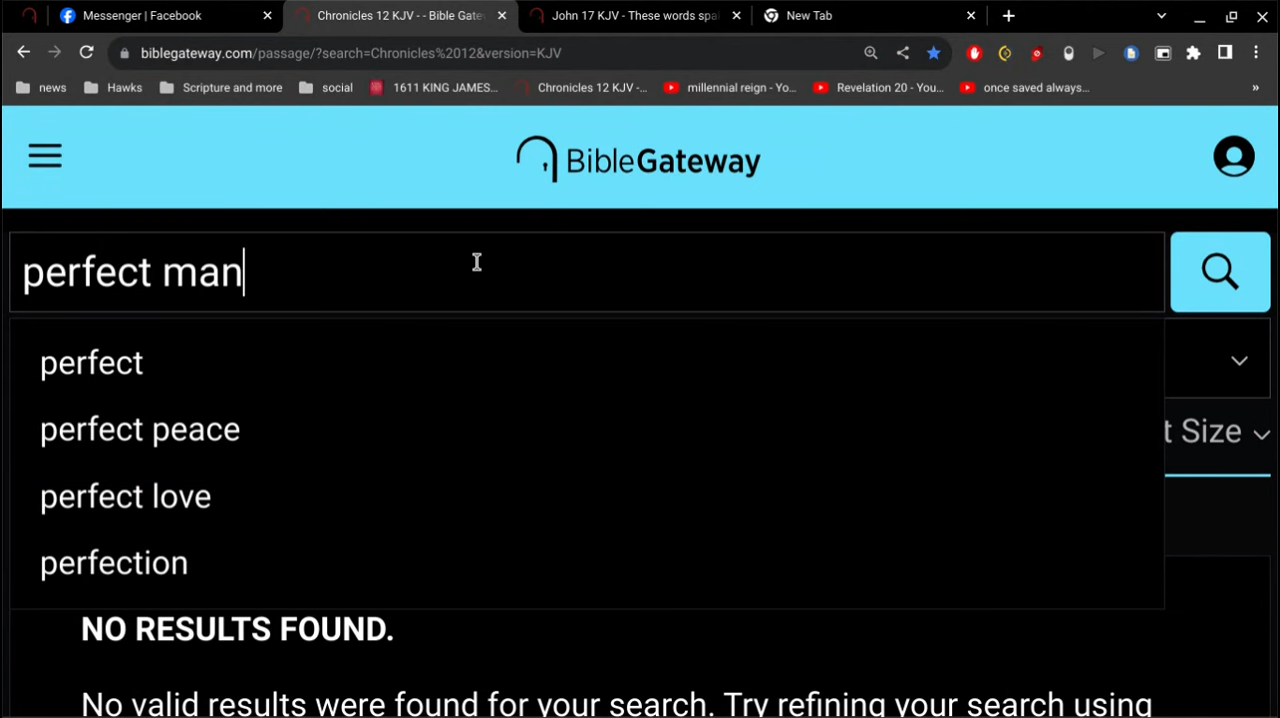 Messenger | Facebook
Chronicles 12 KJV - - Bible Gatew
John 17 KJV - These words spa
New Tab
biblegateway.com/passage/?search=Chronicles%2012&version=KJV
news
Hawks
Scripture and more
social
1611 KING JAMES...
Chronicles 12 KJV -...
millennial reign - Yo...
Revelation 20 - You...
once saved always...
»
BibleGateway
perfect man
perfect
perfect peace
t Size
perfect love
perfection
NO RESULTS FOUND.
No valid results were found for your search. Try refining your search using